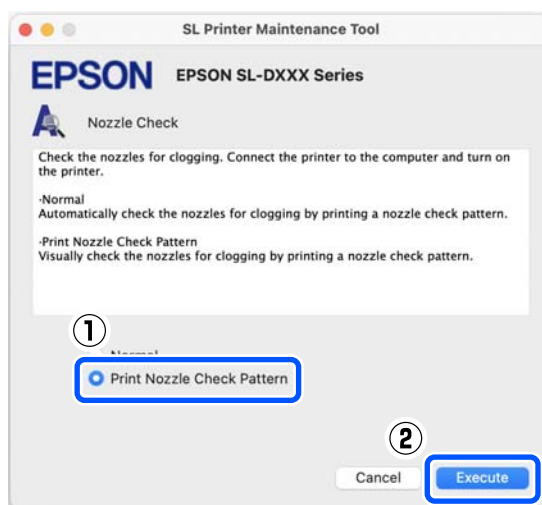 SL Printer Maintenance Tool
EPSON EPSON SL-DXXX Series
Nozzle Check
Check the nozzles for clogging. Connect the printer to the computer and turn on
the printer.
·Normal
Automatically check the nozzles for clogging by printing a nozzle check pattern.
·Print Nozzle Check Pattern
Visually check the nozzles for clogging by printing a nozzle check pattern.
①
Normal
Print Nozzle Check Pattern
②
Cancel Execute